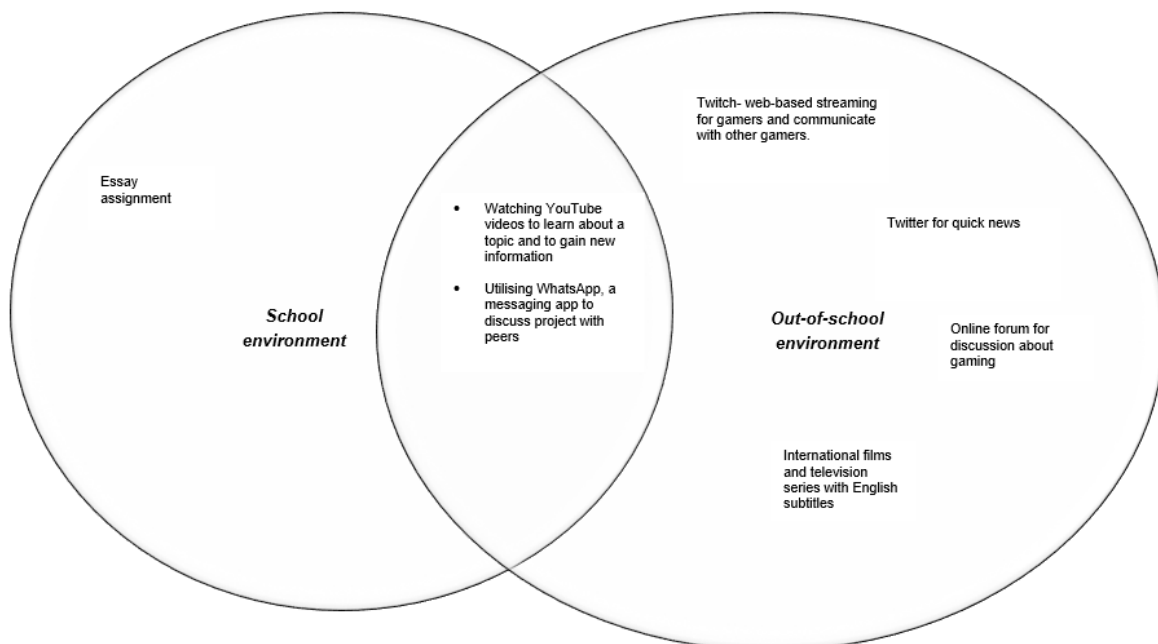 Essay
assignment
School
environment
• Watching YouTube
videos to learn about a
topic and to gain new
information
• Utilising WhatsApp, a
messaging app to
discuss project with
peers
Twitch- web-based streaming
for gamers and communicate
with other gamers.
Twitter for quick news
Out-of-school
environment
Online forum for
discussion about
gaming
International films
and television
series with English
subtitles